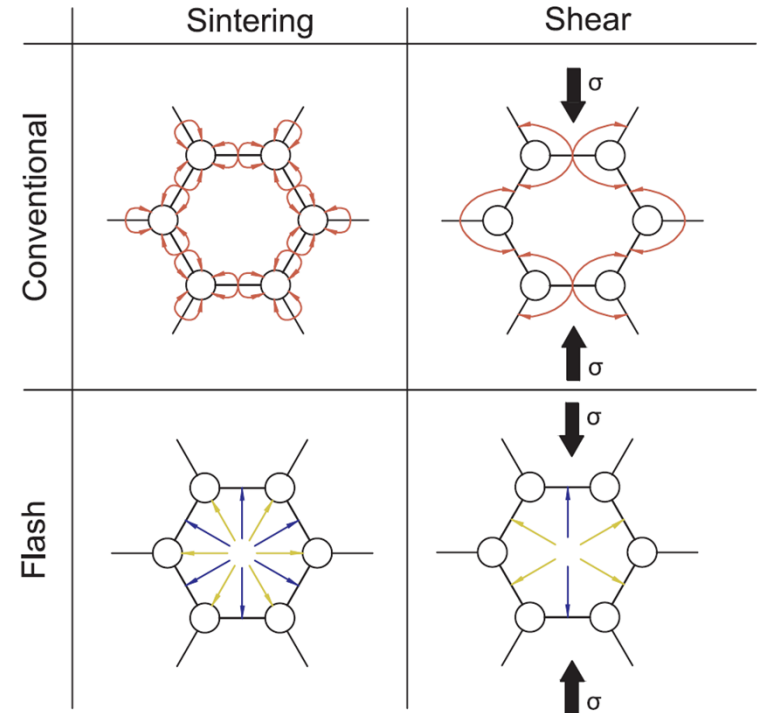 Sintering
Shear
Conventional
σ
σ
Flash
σ
σ